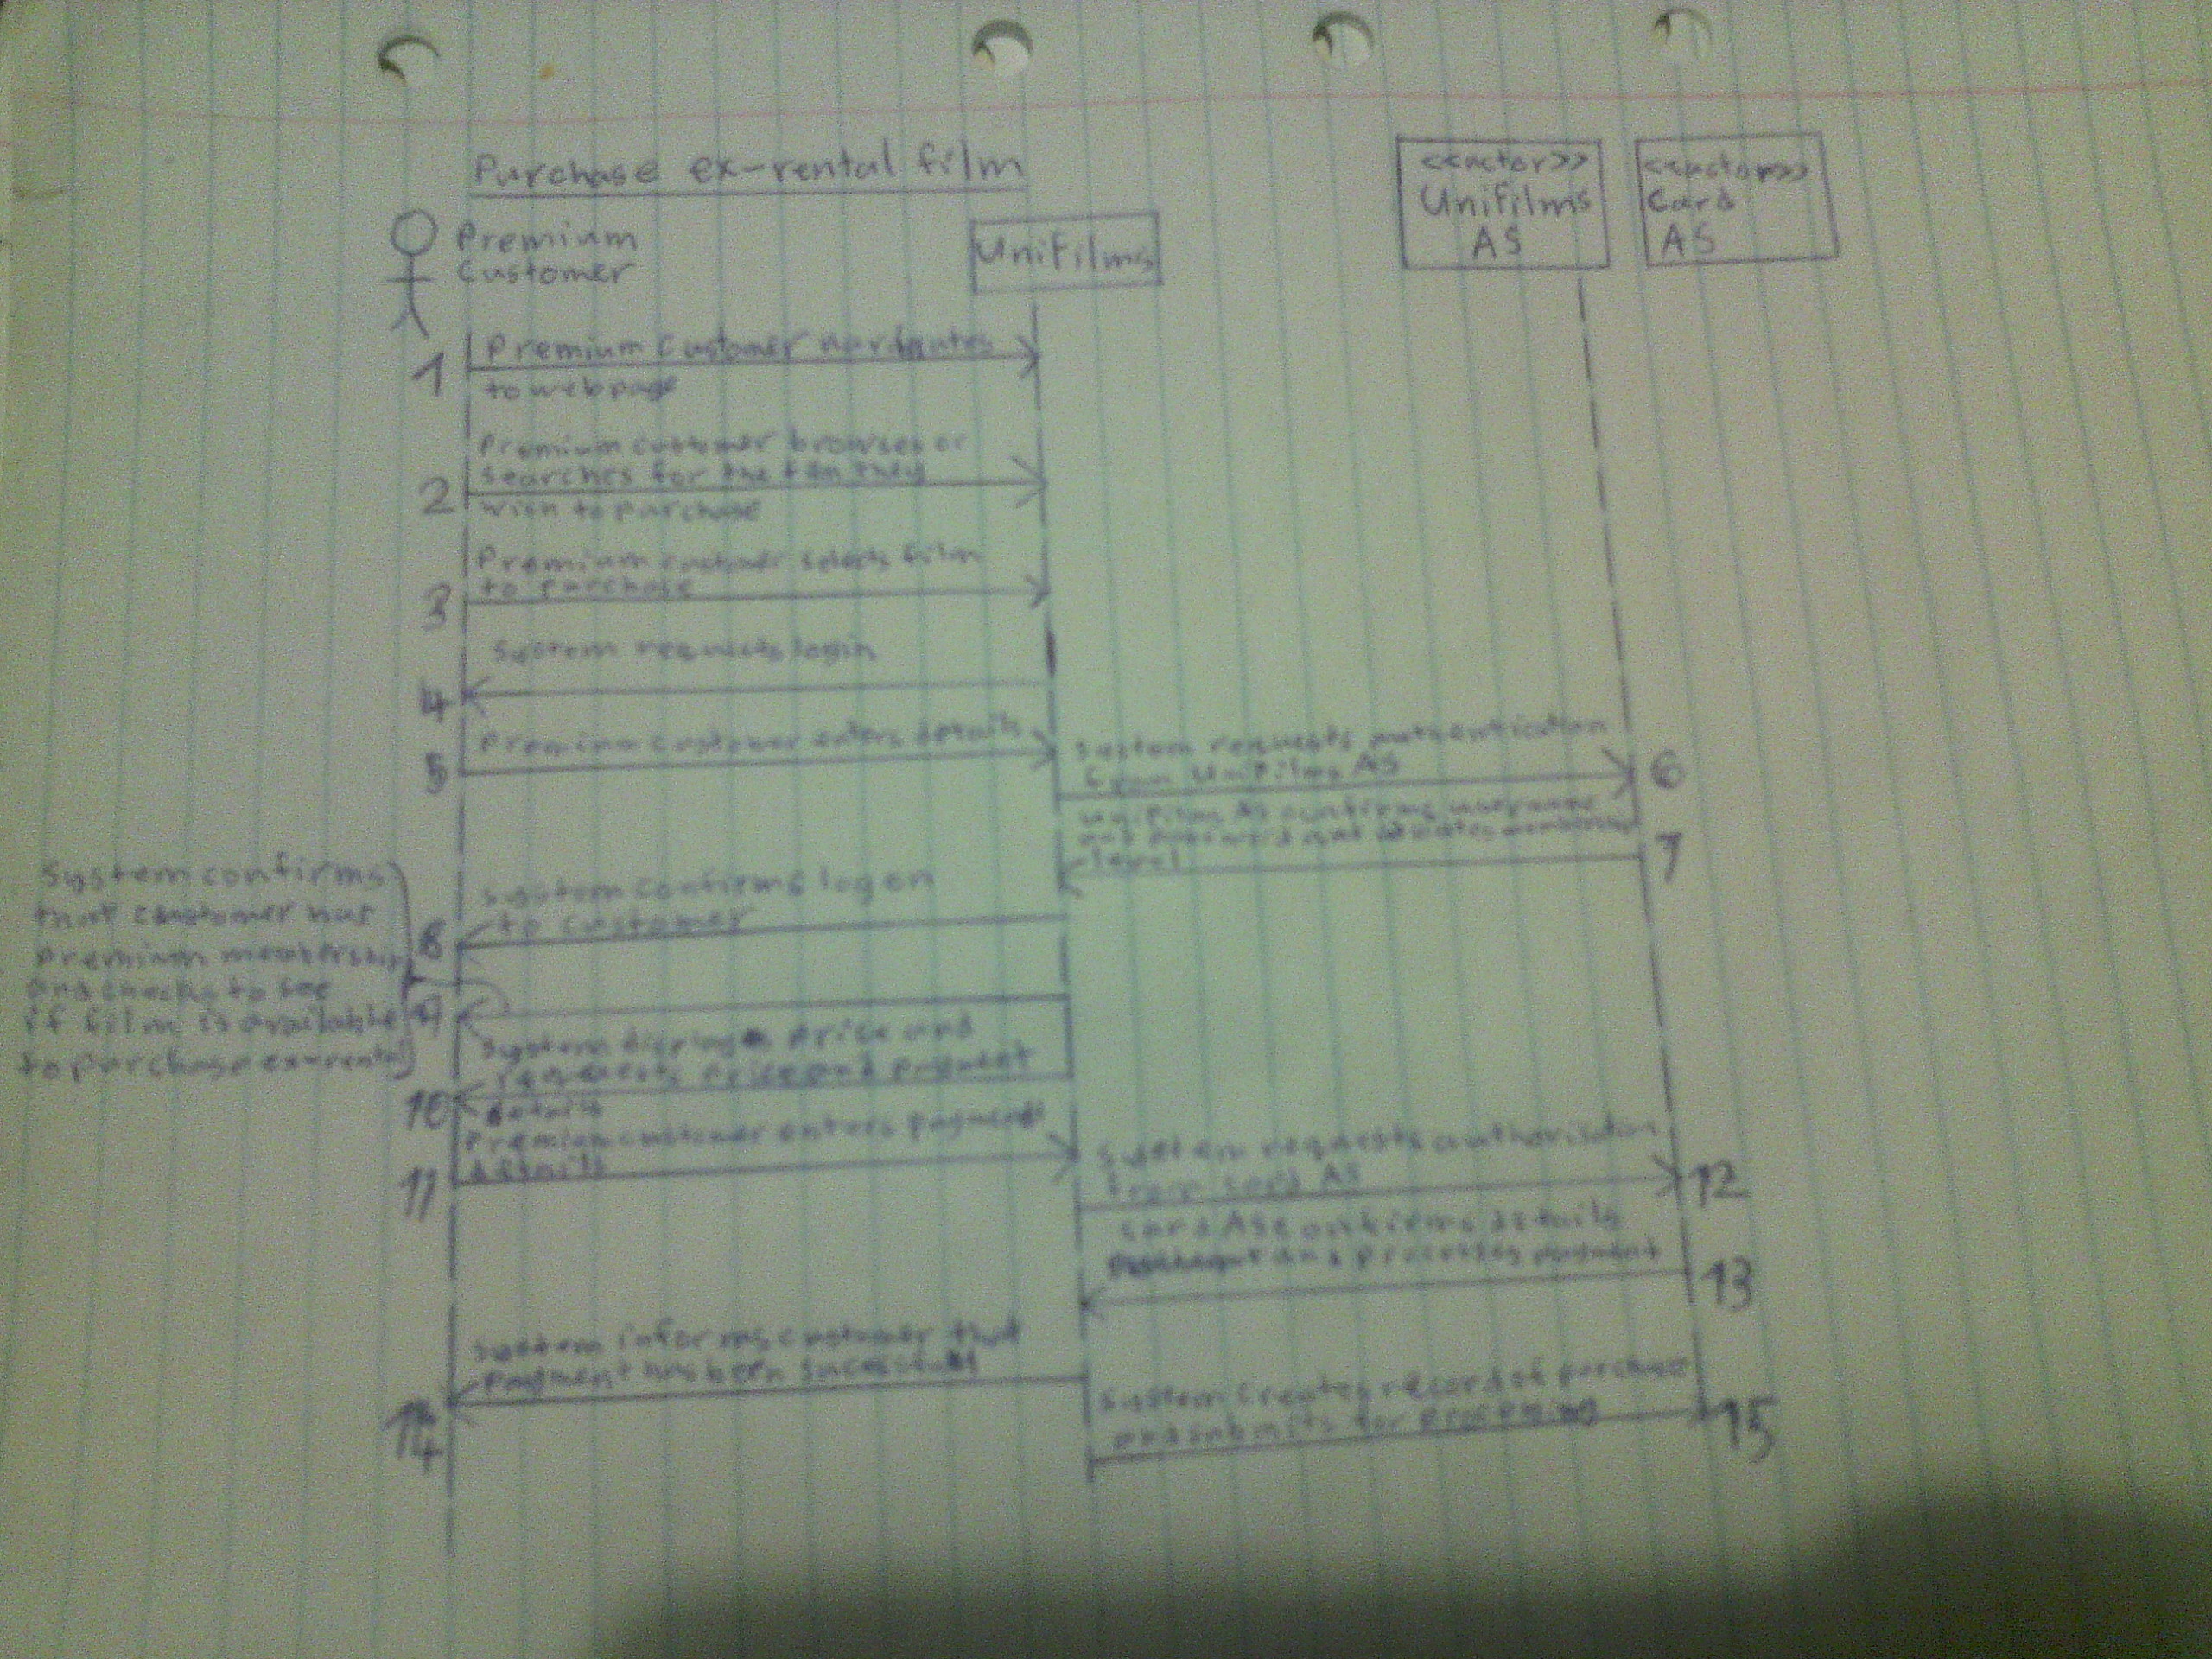 Purchase ex-rental film
<<actor>>
Unifilms
AS
<<actor>>
Card
AS
Premium
Customer
Unifilms
1
Premium Customer
to webpage
2
Premium customer browses or
searches for the film they
wish to purchase
3
Premium customer selects film
to purchase
4
System requests login
5
Premium customer enters details
System requests authentication
from Unifilms AS
6
Unifilms AS confirms username
and password and membership
level
7
System confirms
that customer has
Premium membership
and checks to see
if film is available
to purchase ex-rental
8
System confirms log on
to customer
9
System displays price and
requests price and payment
details
10
Premium customer enters payment
details
11
System requests authorisation
from card AS
12
Card AS confirms details
and processes payment
13
System informs customer that
payment has been
14
System creates record of purchase
and submits for
15